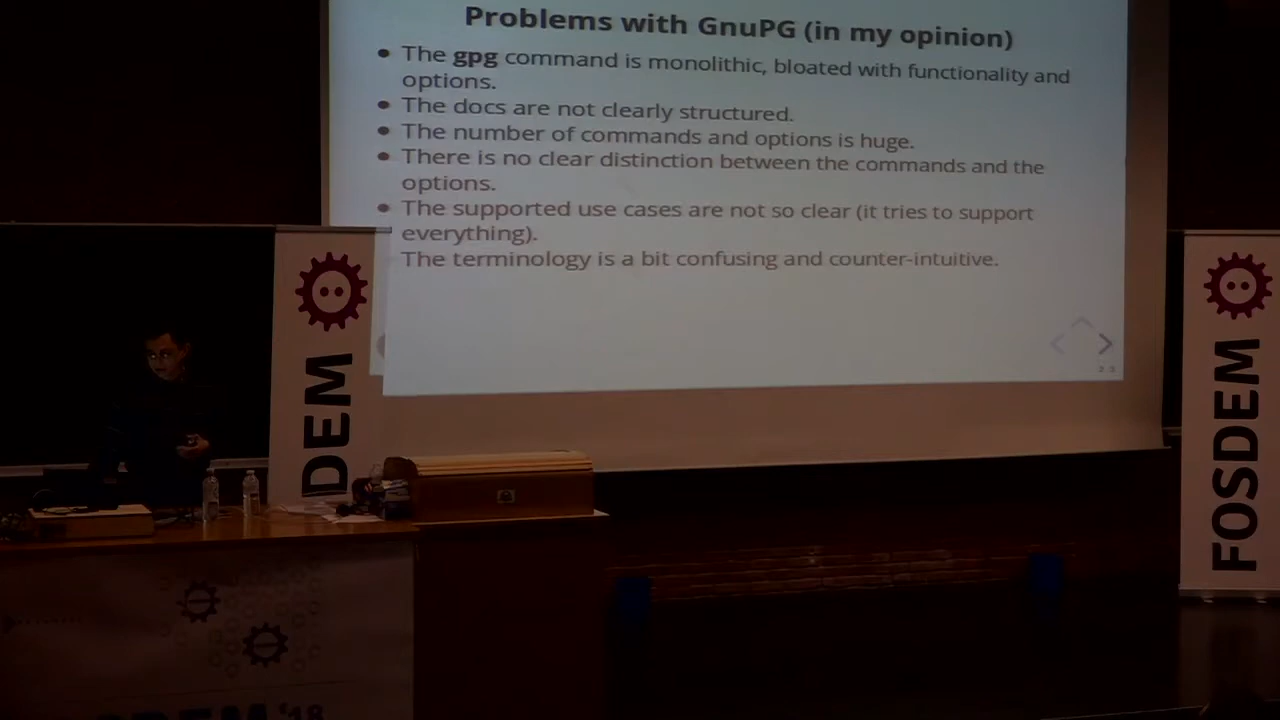 Problems with GnuPG (in my opinion)
• The gpg command is monolithic, bloated with functionality and
options.
• The docs are not clearly structured.
• The number of commands and options is huge.
• There is no clear distinction between the commands and the
options.
• The supported use cases are not so clear (it tries to support
everything).
The terminology is a bit confusing and counter-intuitive.
DEM
FOSDEM
'18